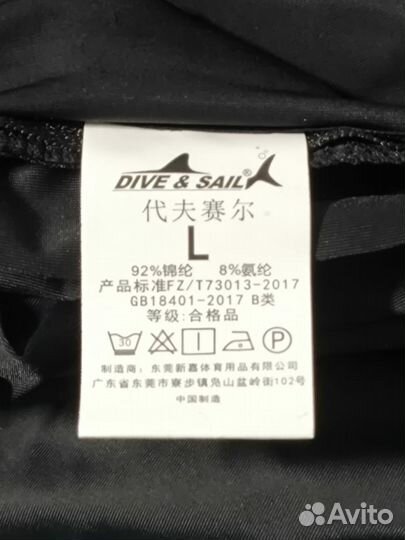 DIVE & SAIL®
代夫赛尔
L
92%锦纶 8%氨纶
产品标准FZ/T73013-2017
GB18401-2017 B类
等级:合格品
30 P
制造商:东莞新嘉体育用品有限公司
广东省东莞市寮步镇凫山盆岭街102号
中国制造
Avito